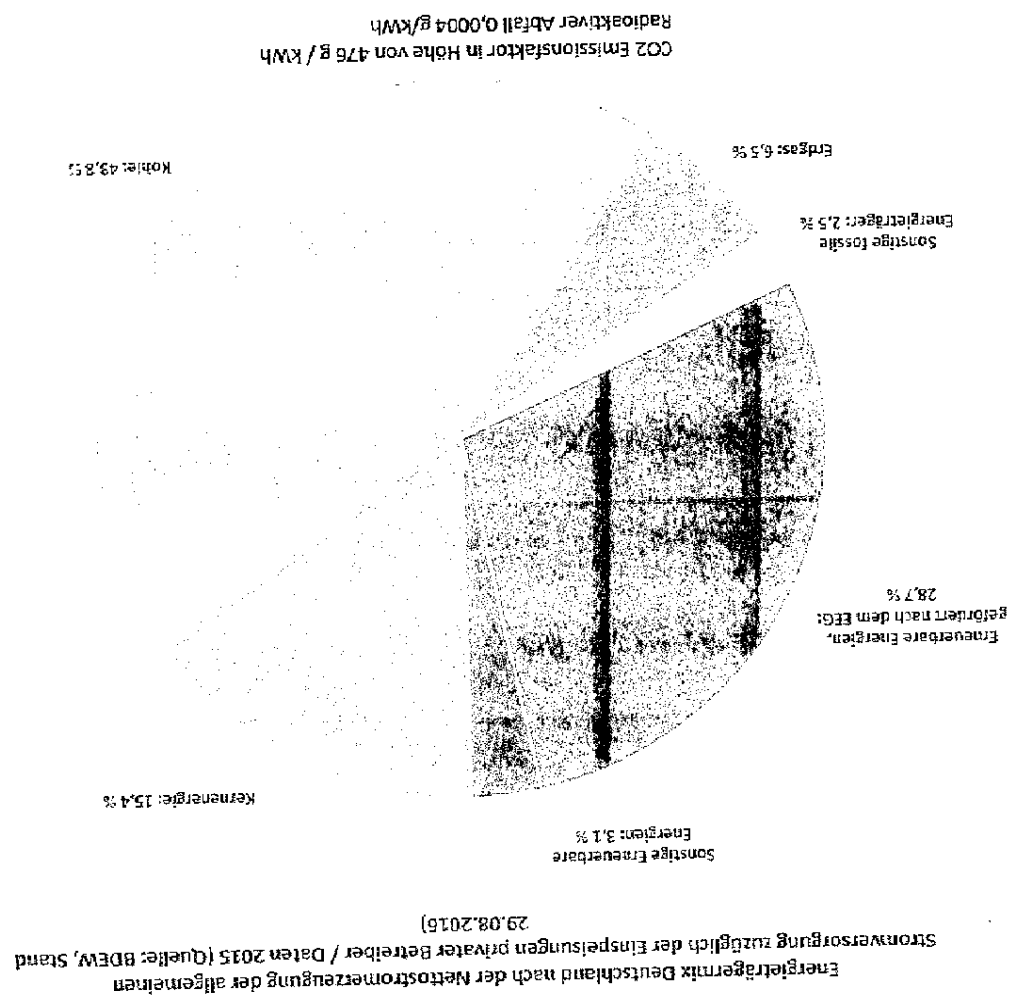 Energieträgermix Deutschland nach der Nettostromerzeugung der allgemeinen
Stromversorgung zuzüglich der Einspeisungen privater Betreiber / Daten 2015 (Quelle: BDEW, Stand
29.08.2016)
Sonstige Erneuerbare
Energien: 3,1 %
Kernenergie: 15,4 %
Erneuerbare Energien,
gefördert nach dem EEG:
28,7 %
Sonstige fossile
Energieträger: 2,5 %
Erdgas: 6,5 %
Kohle: 43,8 %
CO2 Emissionsfaktor in Höhe von 476 g / kWh
Radioaktiver Abfall 0,0004 g/kWh